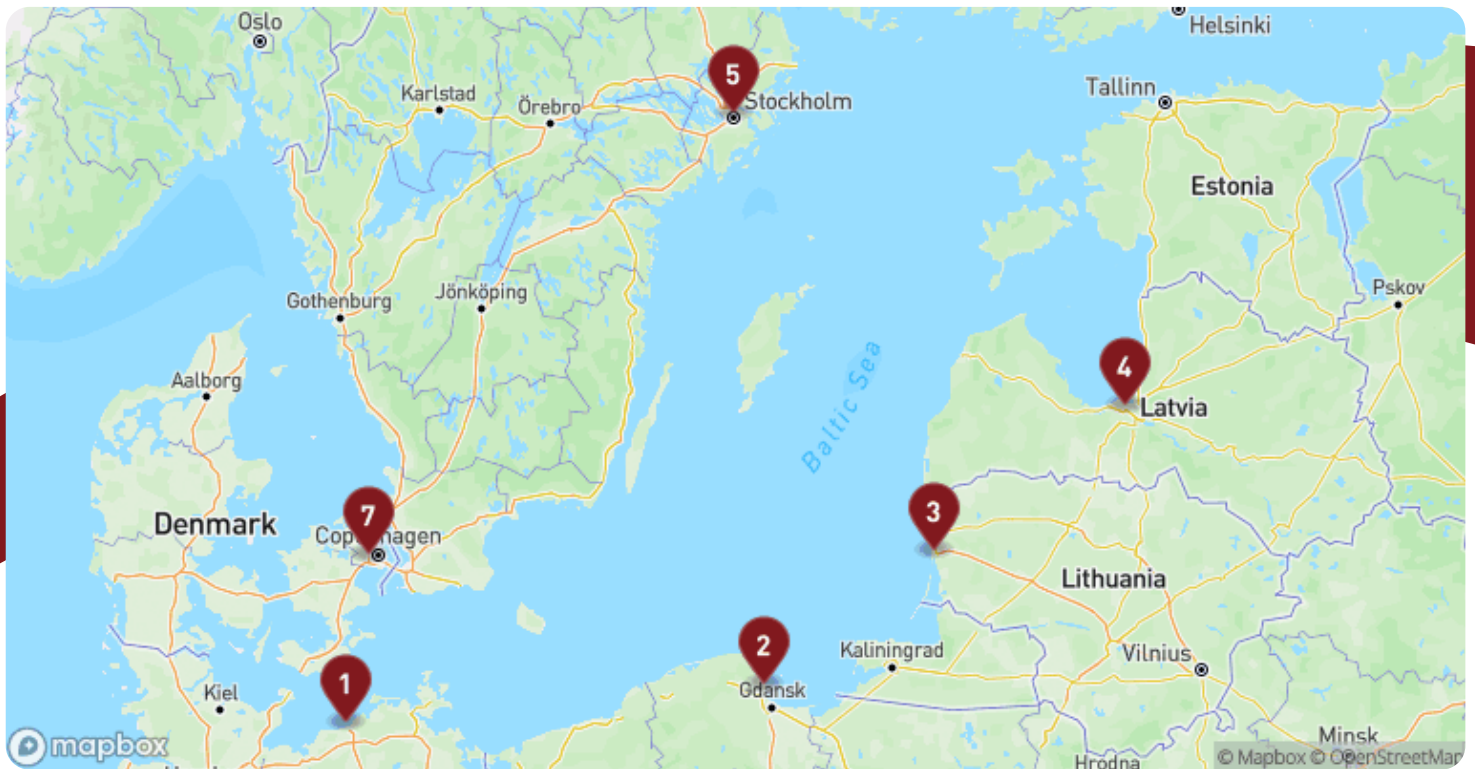 Oslo
Helsinki
5
Karlstad
Örebro
Stockholm
Tallinn
Estonia
Pskov
Gothenburg
Jönköping
Aalborg
Baltic Sea
4
Latvia
7
Denmark
Copenhagen
3
Lithuania
2
Kaliningrad
Vilnius
1
Kiel
Gdansk
Minsk
mapbox
Hrodna
© Mapbox © OpenStreetMap